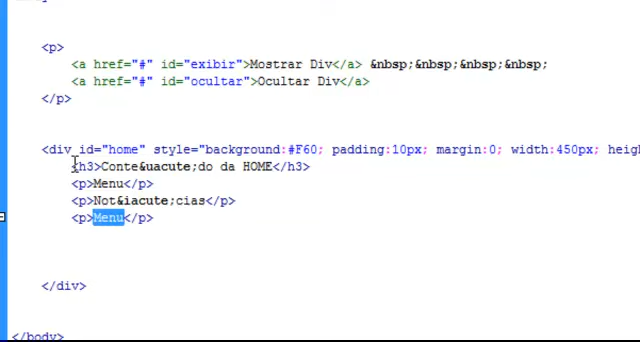 <p>
<a href="#" id="exibir">Mostrar Div</a> &nbsp;&nbsp;&nbsp;&nbsp;
<a href="#" id="ocultar">Ocultar Div</a>
</p>
<div id="home" style="background:#F60; padding:10px; margin:0; width:450px; heigh
<h3>Conte&uacute;do da HOME</h3>
<p>Menu</p>
<p>Not&iacute;cias</p>
<p>Menu</p>
</div>
</body>